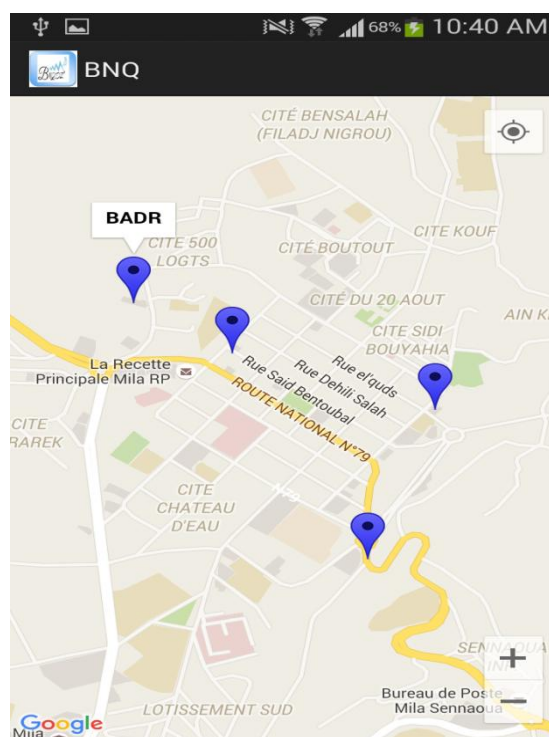 68% 10:40 AM
BNQ
CITÉ BENSALAH
(FILADJ NIGROU)
CITE KOUF
BADR
CITE 500
LOGTS
CITÉ BOUTOUT
CITÉ DU 20 AOUT
AIN K
CITE SIDI
BOUYAHIA
La Recette
Principale Mila RP
Rue el'quds
Rue Dehili Salah
Rue Said Bentoubal
ROUTE NATIONAL N°79
CITE
RAREK
CITE
CHATEAU
D'EAU
N79
SENNAOUA
Bureau de Poste
Mila Sennaoua
LOTISSEMENT SUD
Google
Mila